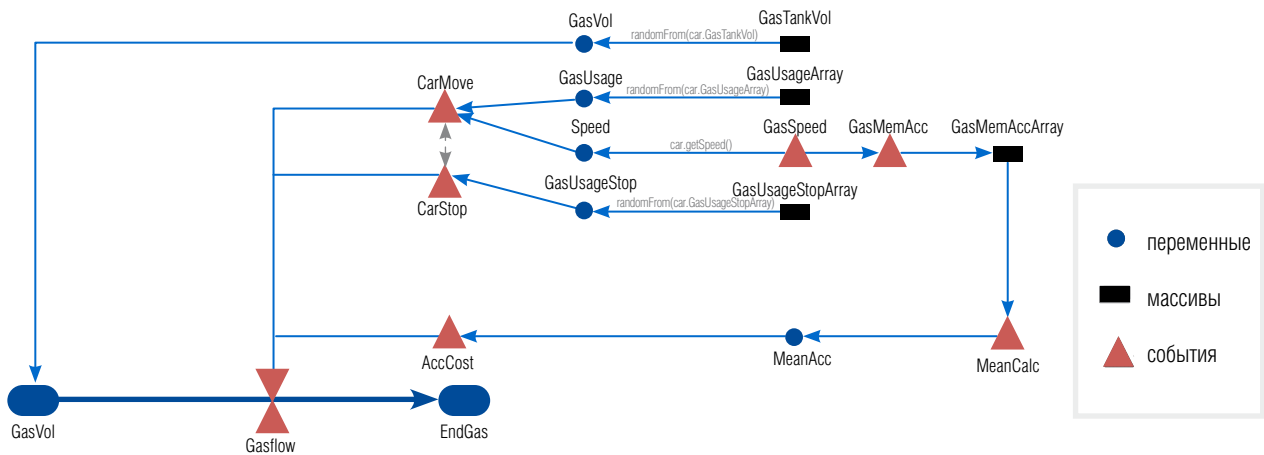 GasVol
GasTankVol
randomFrom(car.GasTankVol)
CarMove
GasUsage
GasUsageArray
randomFrom(car.GasUsageArray)
Speed
car.getSpeed()
GasSpeed
GasMemAcc
GasMemAccArray
CarStop
GasUsageStop
GasUsageStopArray
randomFrom(car.GasUsageStopArray)
переменные
массивы
события
AccCost
MeanAcc
MeanCalc
GasVol
Gasflow
EndGas